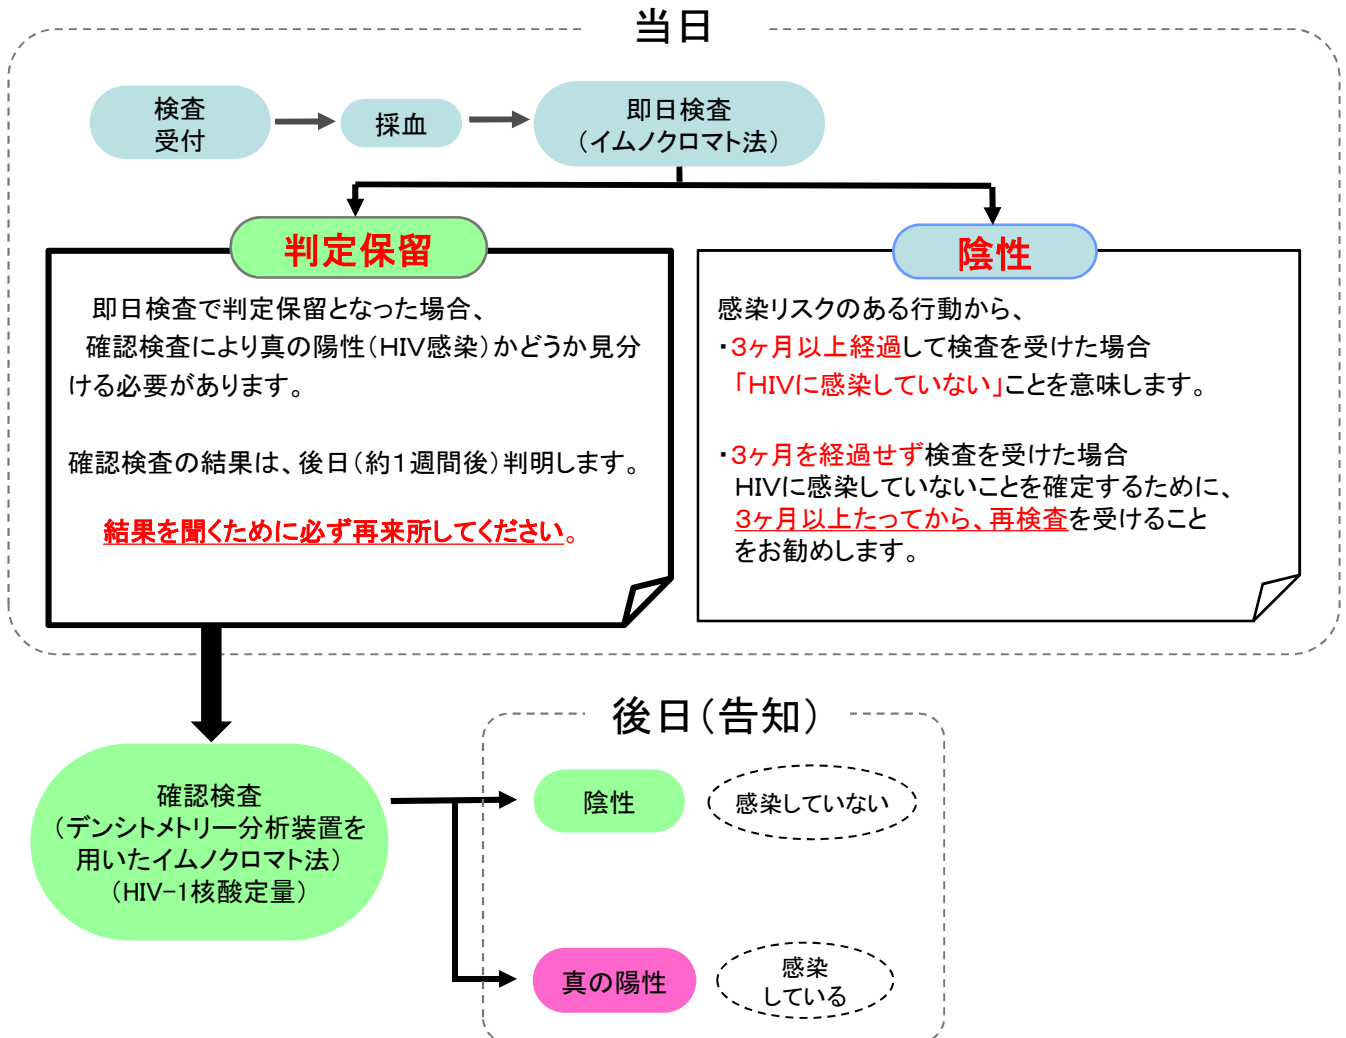 当日
検査
受付
採血
即日検査
(イムノクロマト法)
判定保留
即日検査で判定保留となった場合、
確認検査により真の陽性(HIV感染)かどうか見分
ける必要があります。
確認検査の結果は、後日(約1週間後)判明します。
結果を聞くために必ず再来所してください。
陰性
感染リスクのある行動から、
・3ヶ月以上経過して検査を受けた場合
「HIVに感染していない」ことを意味します。
・3ヶ月を経過せず検査を受けた場合
HIVに感染していないことを確定するために、
3ヶ月以上たってから、再検査を受けること
をお勧めします。
確認検査
(デンシトメトリー分析装置を
用いたイムノクロマト法)
(HIV-1核酸定量)
後日(告知)
陰性
感染していない
真の陽性
感染
している